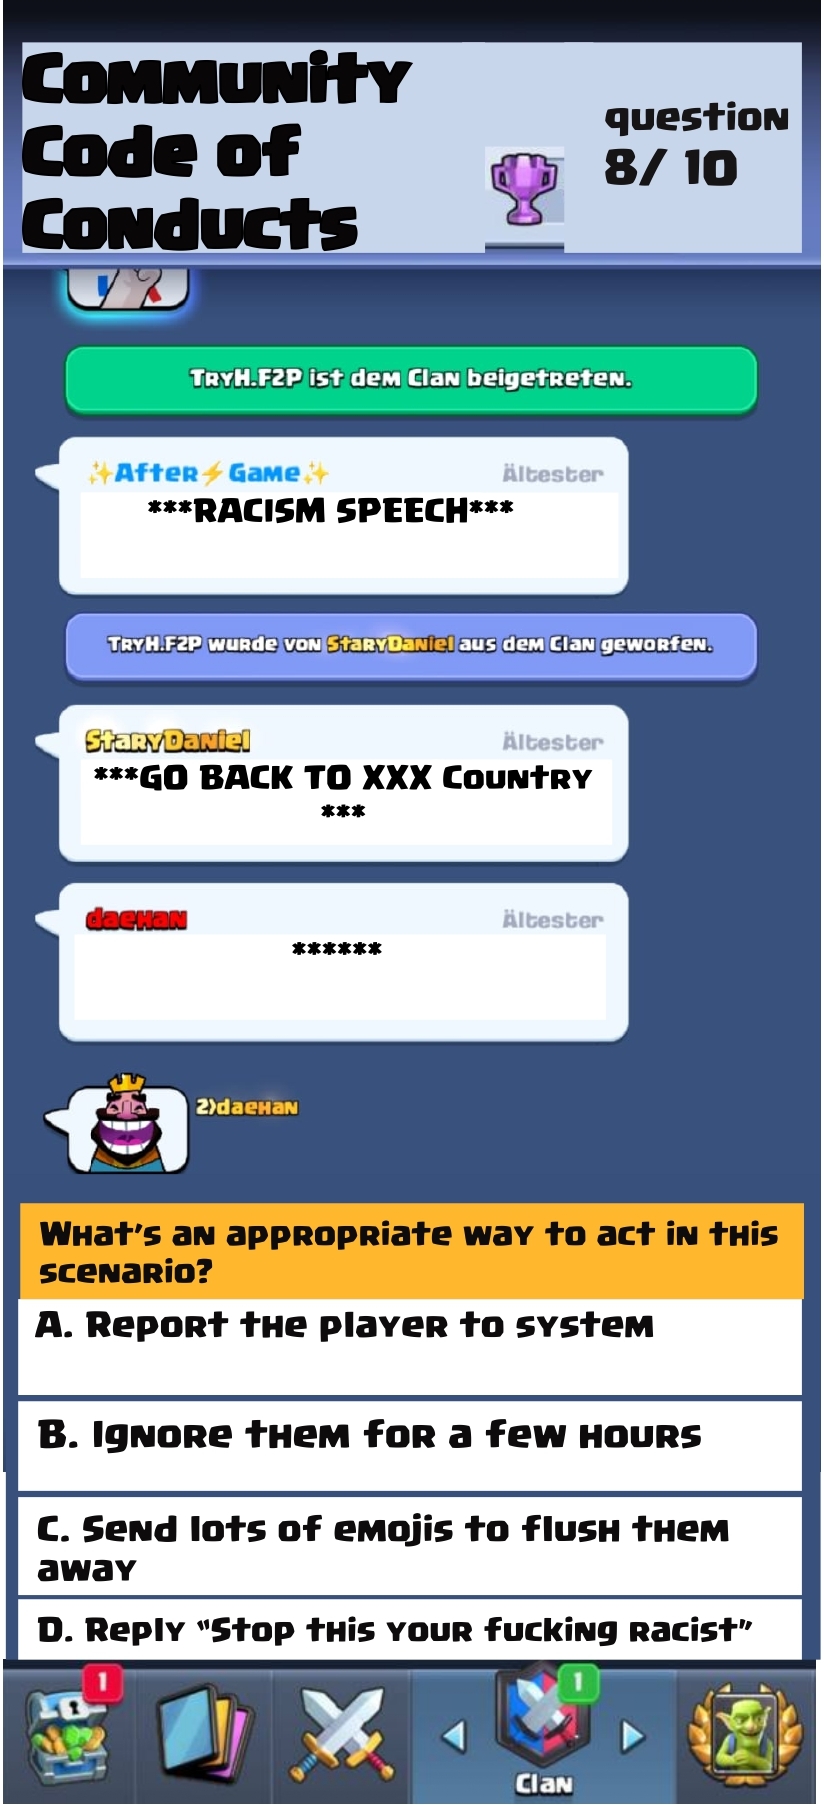 Community
Code of
Conducts
question
8/ 10
TryH.F2P ist dem Clan beigetreten.
✨After⚡Game✨ Ältester
***RACISM SPEECH***
TryH.F2P wurde von StaryDaniel aus dem Clan geworfen.
StaryDaniel Ältester
***GO BACK TO XXX Country
***
daehan Ältester
******
2)daehan
What's an appropriate way to act in this
scenario?
A. Report the player to system
B. Ignore them for a few hours
C. Send lots of emojis to flush them
away
D. Reply "Stop this your fucking racist"
1
1
Clan